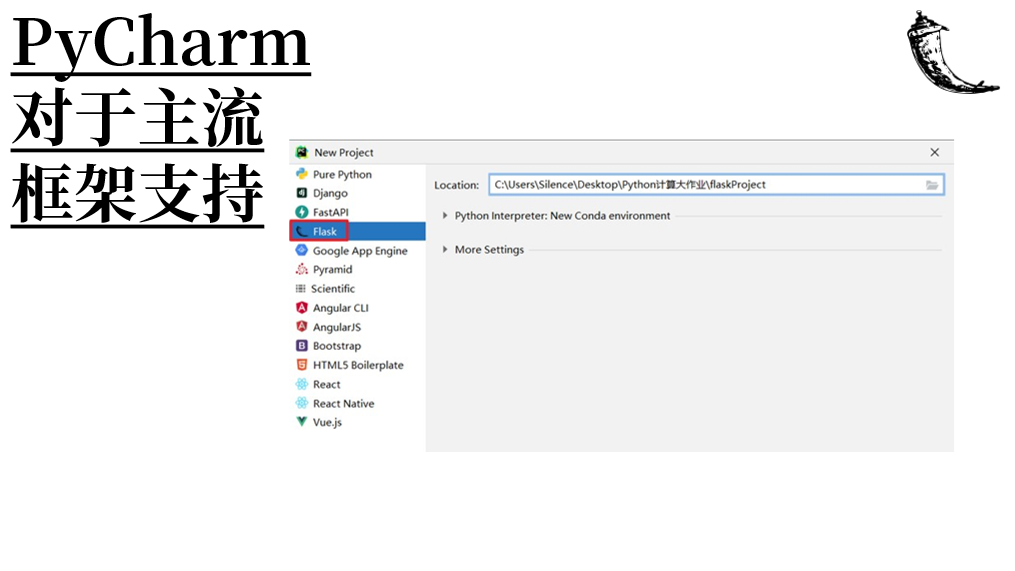 PyCharm
对于主流
框架支持
New Project
Pure Python
Django
FastAPI
Flask
Google App Engine
Pyramid
Scientific
Angular CLI
AngularJS
Bootstrap
HTML5 Boilerplate
React
React Native
Vue.js
Location: C:\Users\Silence\Desktop\Python计算大作业\flaskProject
Python Interpreter: New Conda environment
More Settings